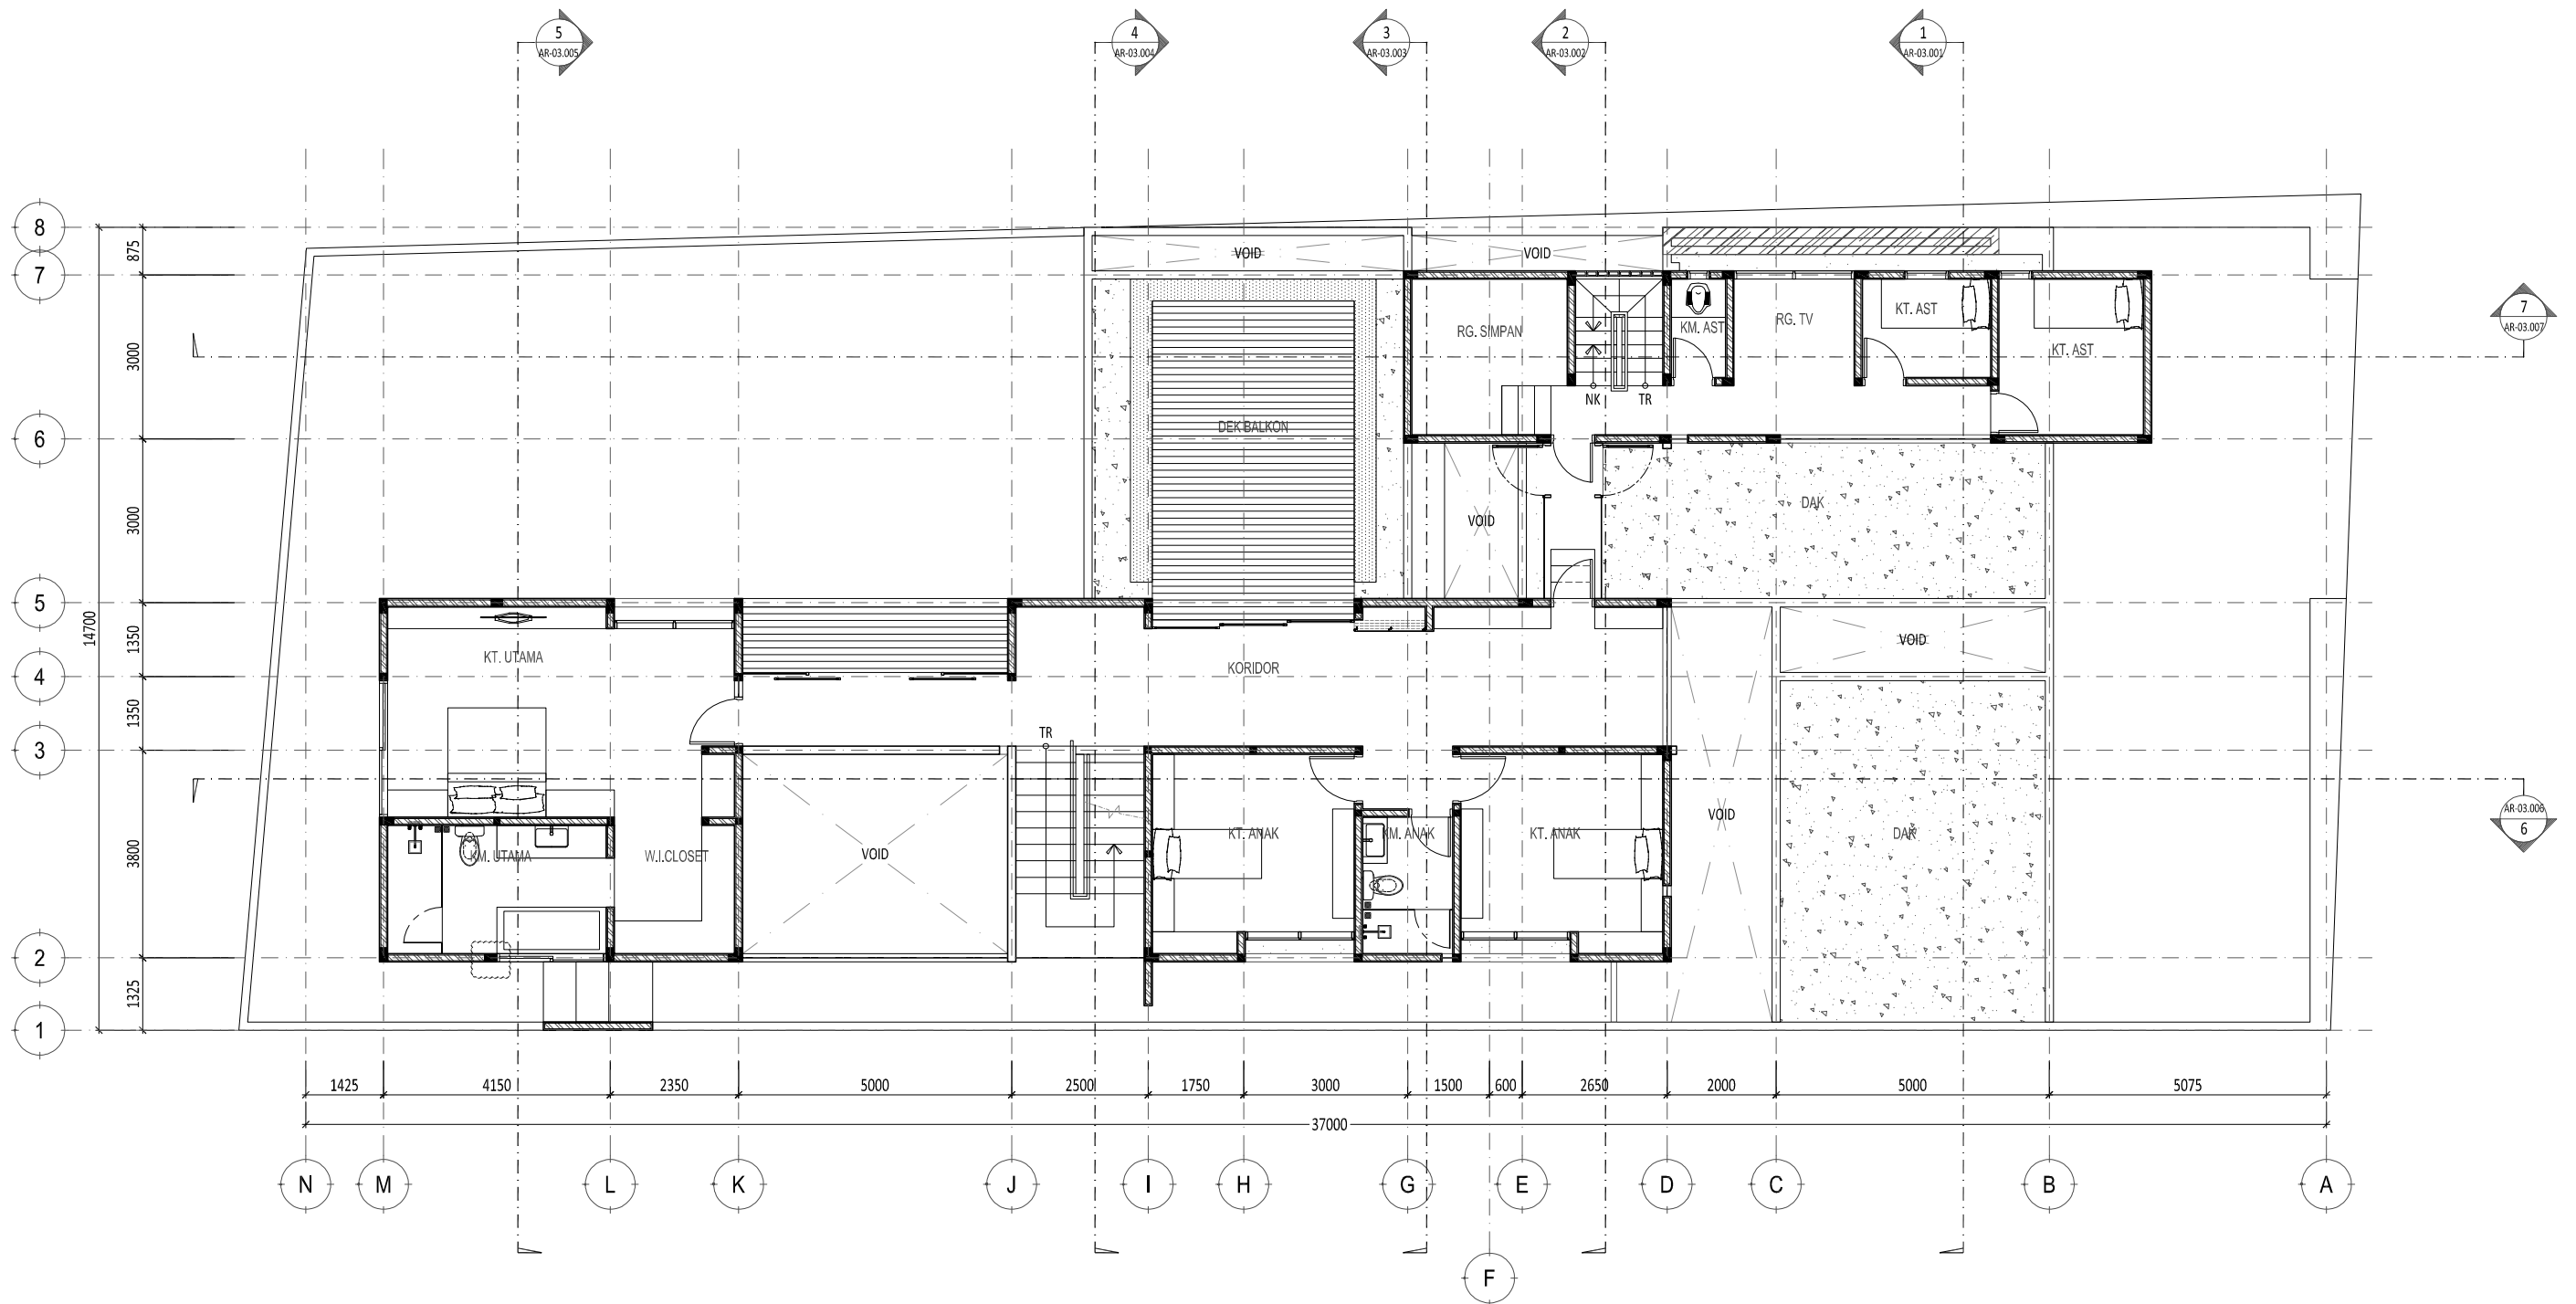 5
AR-03.005
4
AR-03.004
3
AR-03.003
2
AR-03.002
1
AR-03.001
8
7
6
5
4
3
2
1
875
3000
3000
1350
1350
3800
1325
14700
7
AR-03.007
AR-03.006
6
VOID
VOID
RG. SIMPAN
KM. AST
RG. TV
KT. AST
KT. AST
NK
TR
DEK BALKON
VOID
DAK
VOID
KT. UTAMA
KORIDOR
TR
KM. UTAMA
W.I.CLOSET
VOID
KT. ANAK
KM. ANAK
KT. ANAK
VOID
DAK
1425
4150
2350
5000
2500
1750
3000
1500
600
2650
2000
5000
5075
37000
N
M
L
K
J
I
H
G
E
D
C
B
A
F